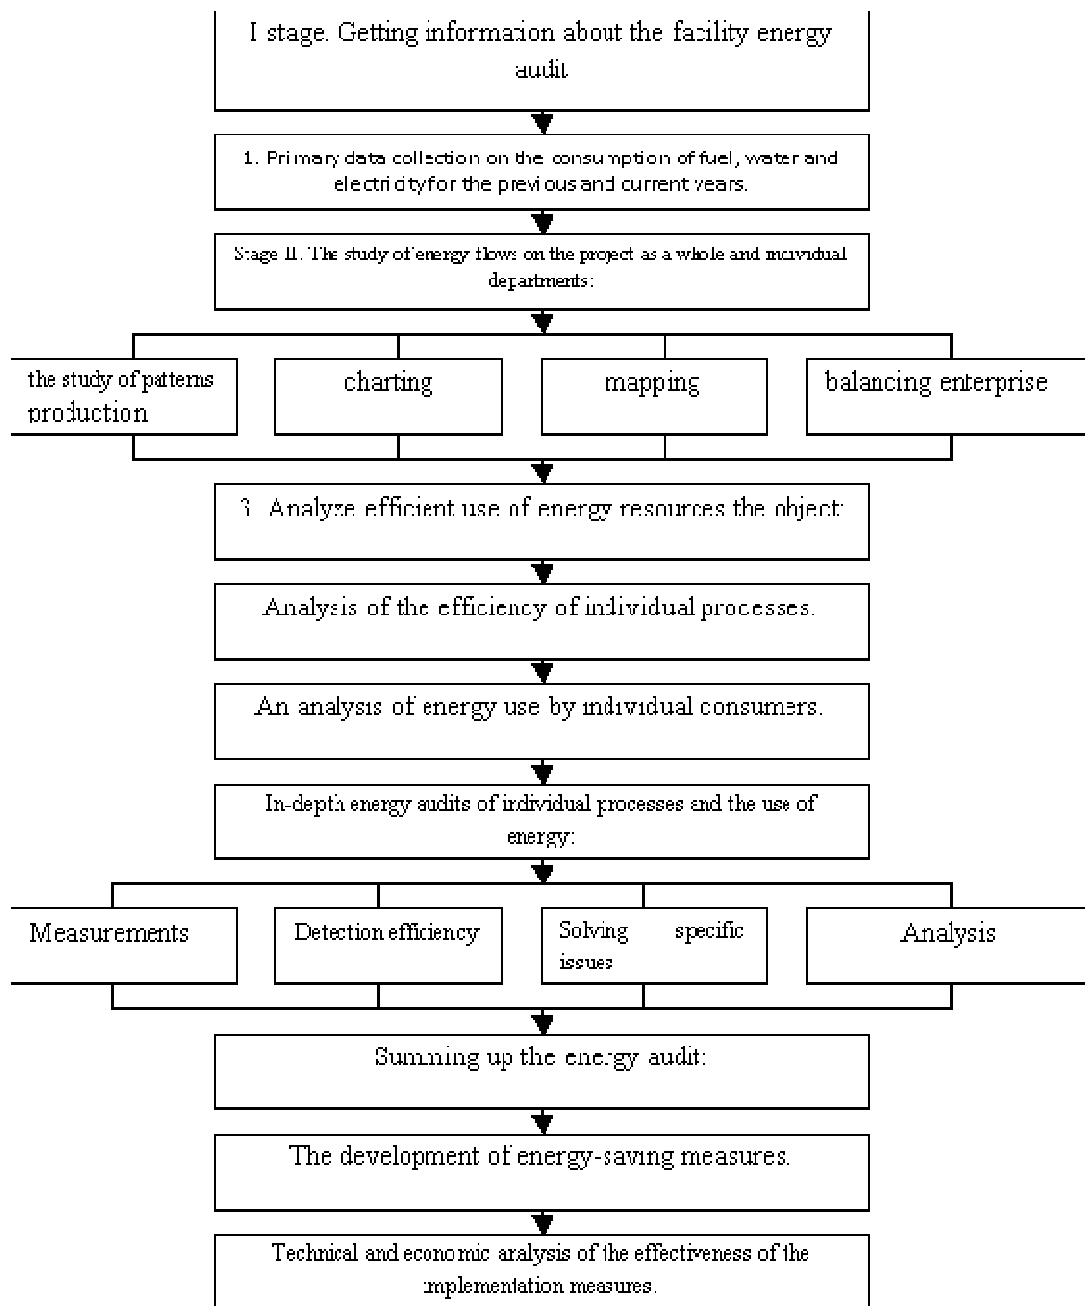 I stage. Getting information about the facility energy
audit
1. Primary data collection on the consumption of fuel, water and
electricity for the previous and current years.
Stage II. The study of energy flows on the project as a whole and individual
departments:
the study of patterns
production
charting
mapping
balancing enterprise
3. Analyze efficient use of energy resources the object:
Analysis of the efficiency of individual processes.
An analysis of energy use by individual consumers.
In-depth energy audits of individual processes and the use of
energy:
Measurements
Detection efficiency
Solving specific
issues
Analysis
Summing up the energy audit:
The development of energy-saving measures.
Technical and economic analysis of the effectiveness of the
implementation measures.